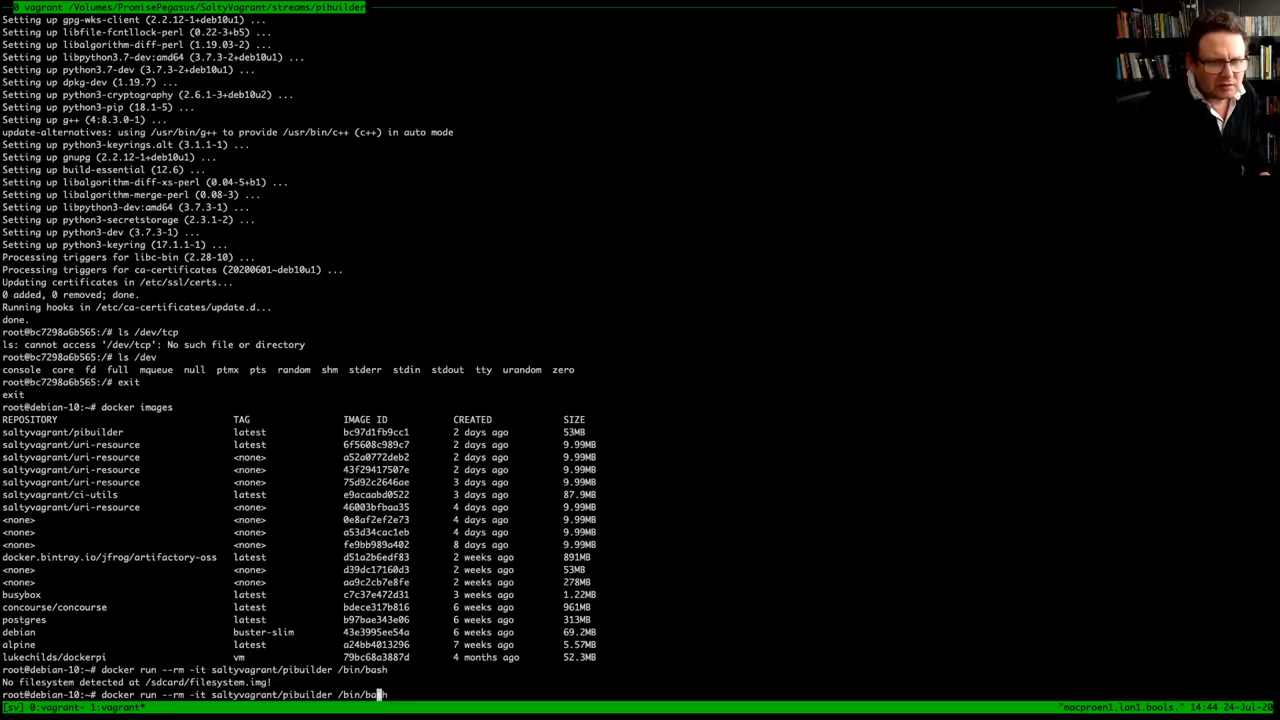 0 vagrant /Volumes/PromisePegasus/SaltyVagrant/streams/pibuilder
Setting up gpg-wks-client (2.2.12-1+deb10u1) ...
Setting up libfile-fcntllock-perl (0.22-3+b5) ...
Setting up libalgorithm-diff-perl (1.19.03-2) ...
Setting up libpython3.7-dev:amd64 (3.7.3-2+deb10u1) ...
Setting up python3.7-dev (3.7.3-2+deb10u1) ...
Setting up dpkg-dev (1.19.7) ...
Setting up python3-cryptography (2.6.1-3+deb10u2) ...
Setting up python3-pip (18.1-5) ...
Setting up g++ (4:8.3.0-1) ...
update-alternatives: using /usr/bin/g++ to provide /usr/bin/c++ (c++) in auto mode
Setting up python3-keyrings.alt (3.1.1-1) ...
Setting up gnupg (2.2.12-1+deb10u1) ...
Setting up build-essential (12.6) ...
Setting up libalgorithm-diff-xs-perl (0.04-5+b1) ...
Setting up libalgorithm-merge-perl (0.08-3) ...
Setting up libpython3-dev:amd64 (3.7.3-1) ...
Setting up python3-secretstorage (2.3.1-2) ...
Setting up python3-dev (3.7.3-1) ...
Setting up python3-keyring (17.1.1-1) ...
Processing triggers for libc-bin (2.28-10) ...
Processing triggers for ca-certificates (20200601~deb10u1) ...
Updating certificates in /etc/ssl/certs...
0 added, 0 removed; done.
Running hooks in /etc/ca-certificates/update.d...
done.
root@bc7298a6b565:/# ls /dev/tcp
ls: cannot access '/dev/tcp': No such file or directory
root@bc7298a6b565:/# ls /dev
console core fd full mqueue null ptmx pts random shm stderr stdin stdout tty urandom zero
root@bc7298a6b565:/# exit
exit
root@debian-10:~# docker images
REPOSITORY TAG IMAGE ID CREATED SIZE
saltyvagrant/pibuilder latest bc97d1fb9cc1 2 days ago 53MB
saltyvagrant/uri-resource latest 6f5608c989c7 2 days ago 9.99MB
saltyvagrant/uri-resource <none> a52a0772deb2 2 days ago 9.99MB
saltyvagrant/uri-resource <none> 43f29417507e 2 days ago 9.99MB
saltyvagrant/uri-resource <none> 75d92c2646ae 3 days ago 9.99MB
saltyvagrant/ci-utils latest e9acaabd0522 3 days ago 87.9MB
saltyvagrant/uri-resource <none> 46003bfbaa35 4 days ago 9.99MB
<none> <none> 0e8af2ef2e73 4 days ago 9.99MB
<none> <none> a53d34cac1eb 4 days ago 9.99MB
<none> <none> fe9bb989a402 8 days ago 9.99MB
docker.bintray.io/jfrog/artifactory-oss latest d51a2b6edf83 2 weeks ago 891MB
<none> <none> d39dc17160d3 2 weeks ago 53MB
<none> <none> aa9c2cb7e8fe 2 weeks ago 278MB
busybox latest c7c37e472d31 3 weeks ago 1.22MB
concourse/concourse latest bdece317b816 6 weeks ago 961MB
postgres latest b97bae343e06 6 weeks ago 313MB
debian buster-slim 43e3995ee54a 6 weeks ago 69.2MB
alpine latest a24bb4013296 7 weeks ago 5.57MB
lukechilds/dockerpi vm 79bc68a3887d 4 months ago 52.3MB
root@debian-10:~# docker run --rm -it saltyvagrant/pibuilder /bin/bash
No filesystem detected at /sdcard/filesystem.img!
root@debian-10:~# docker run --rm -it saltyvagrant/pibuilder /bin/bash
[sv] 0:vagrant- 1:vagrant* "macproen1.lan1.bools." 14:44 24-Jul-20